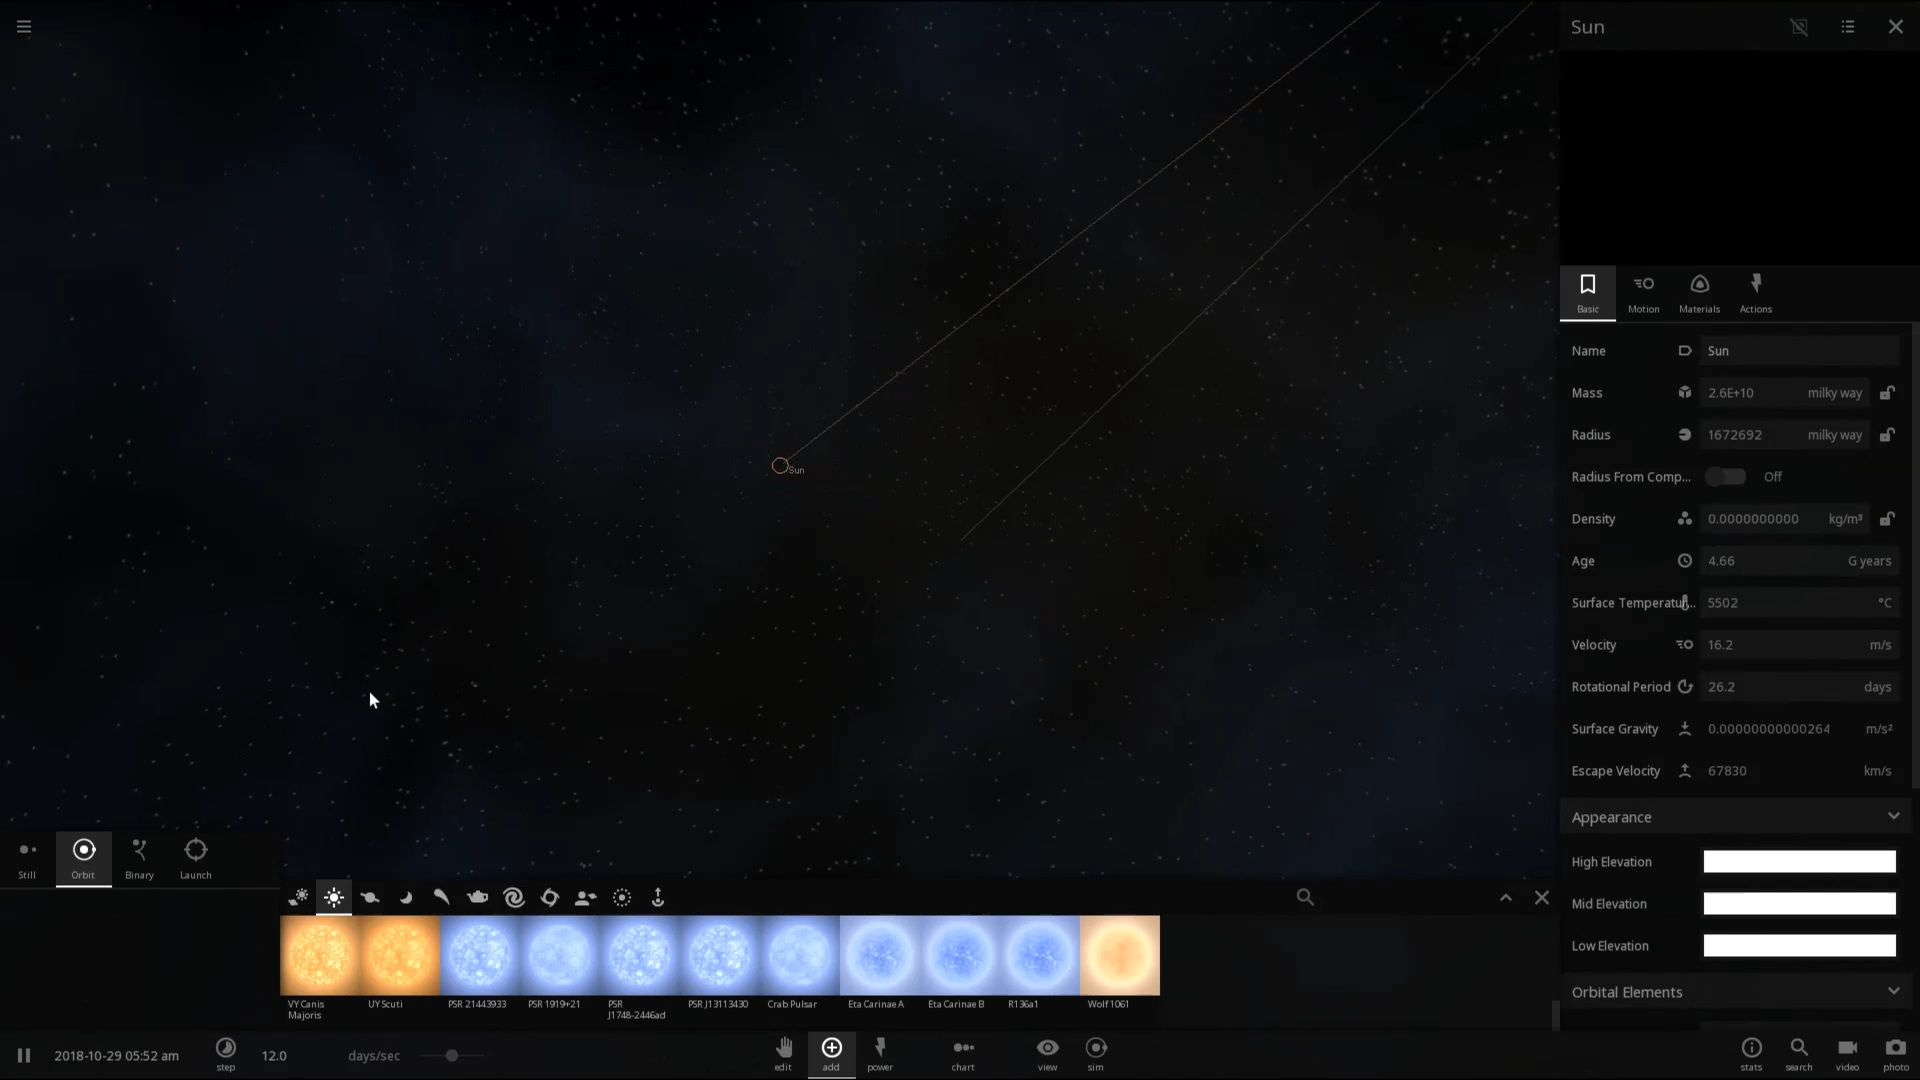 Sun
Sun
Basic
Motion
Materials
Actions
Name
Sun
Mass
2.6E+10
milky way
Radius
1672692
milky way
Radius From Comp...
Off
Density
0.0000000000
kg/m³
Age
4.66
G years
Surface Temperatur...
5502
°C
Velocity
16.2
m/s
Rotational Period
26.2
days
Surface Gravity
0.00000000000264
m/s²
Escape Velocity
67830
km/s
Appearance
High Elevation
Mid Elevation
Low Elevation
Orbital Elements
Still
Orbit
Binary
Launch
VY Canis
Majoris
UY Scuti
PSR 21443933
PSR 1919+21
PSR
J1748-2446ad
PSR J13113430
Crab Pulsar
Eta Carinae A
Eta Carinae B
R136a1
Wolf 1061
2018-10-29 05:52 am
step
12.0
days/sec
edit
add
power
chart
view
sim
stats
search
video
photo